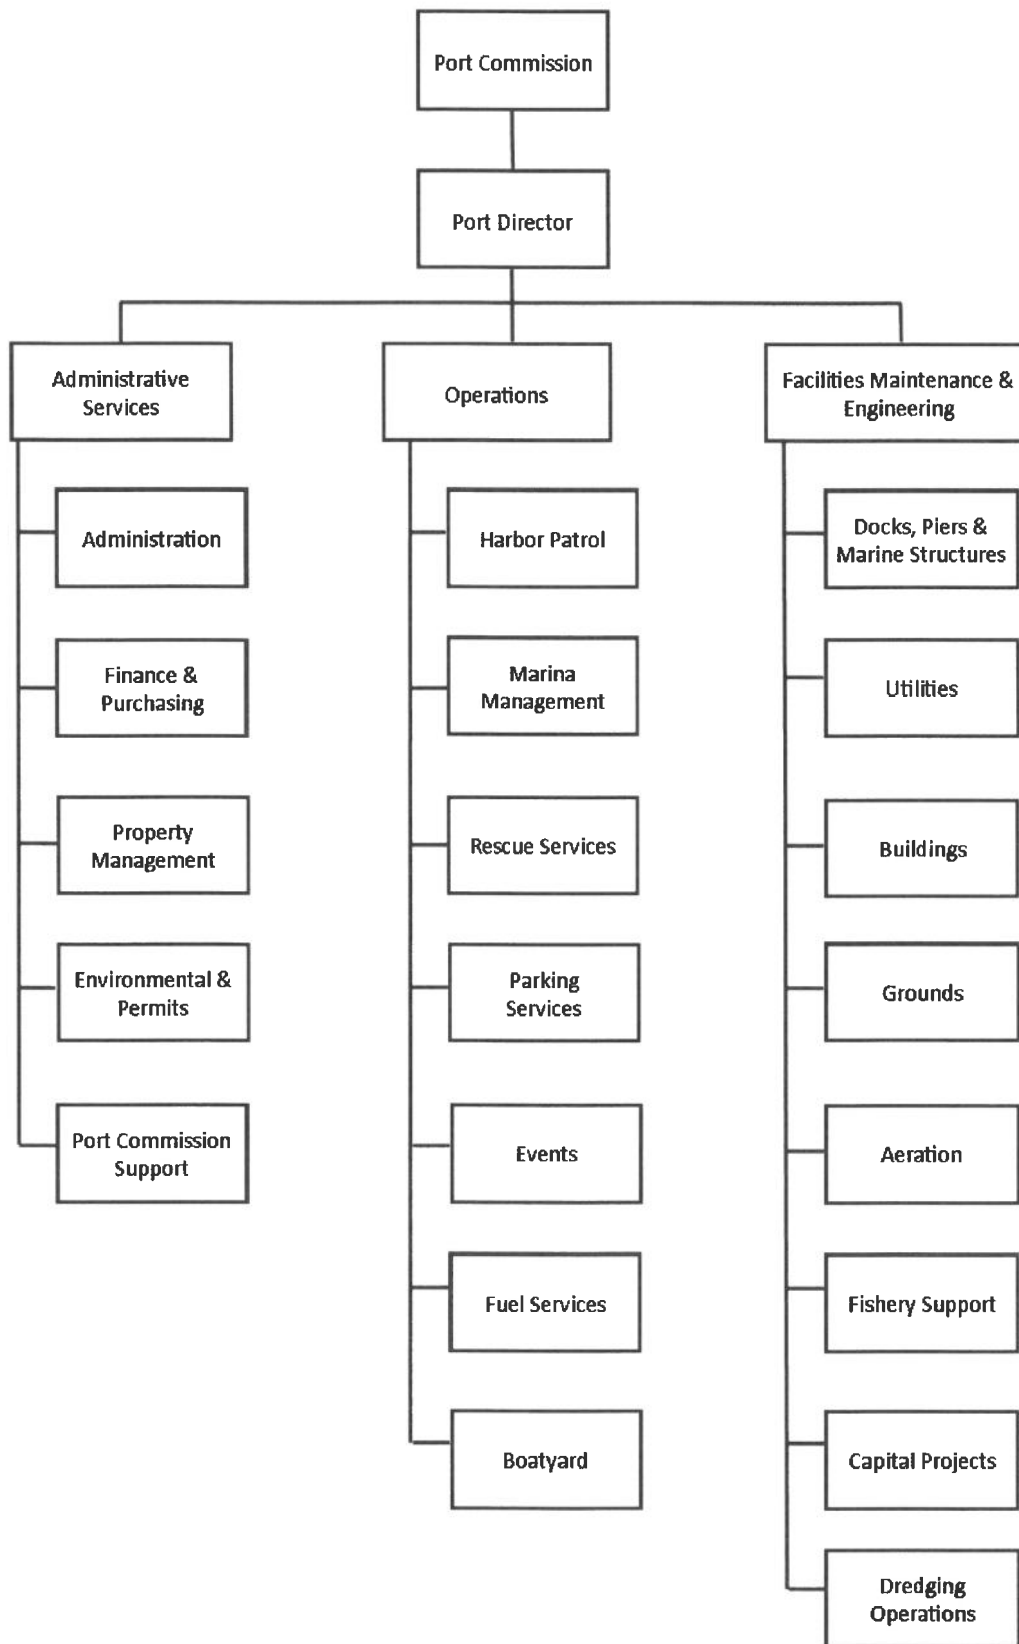 Port Commission
Port Director
Administrative
Services
Operations
Facilities Maintenance &
Engineering
Administration
Finance &
Purchasing
Property
Management
Environmental &
Permits
Port Commission
Support
Harbor Patrol
Marina
Management
Rescue Services
Parking
Services
Events
Fuel Services
Boatyard
Docks, Piers &
Marine Structures
Utilities
Buildings
Grounds
Aeration
Fishery Support
Capital Projects
Dredging
Operations